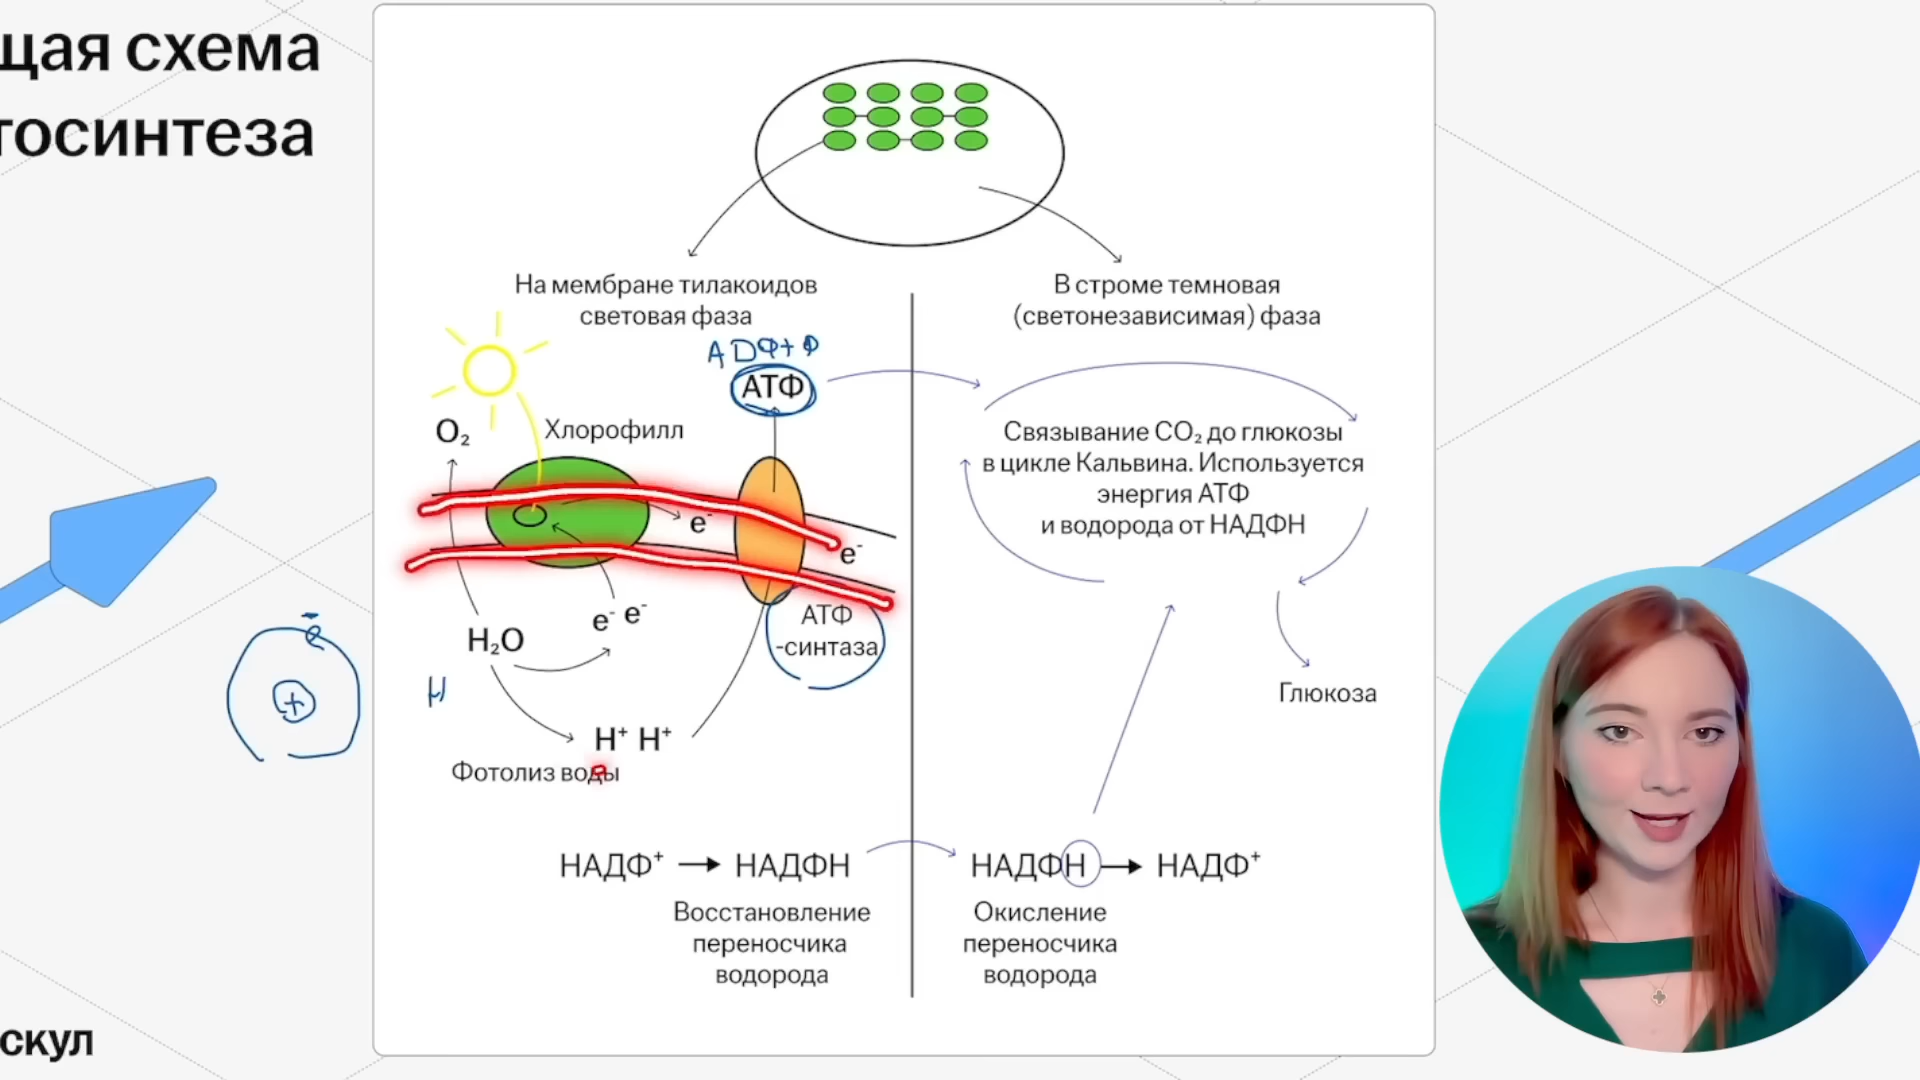 щая схема
тосинтеза
На мембране тилакоидов
световая фаза
В строме темновая
(светонезависимая) фаза
АДФ+Ф
АТФ
O₂
Хлорофилл
e⁻
e⁻
АТФ
-синтаза
e⁻ e⁻
H₂O
ē
+
H
H⁺ H⁺
Фотолиз воды
Связывание CO₂ до глюкозы
в цикле Кальвина. Используется
энергия АТФ
и водорода от НАДФН
Глюкоза
НАДФ⁺ → НАДФН
Восстановление
переносчика
водорода
НАДФН → НАДФ⁺
Окисление
переносчика
водорода
скул